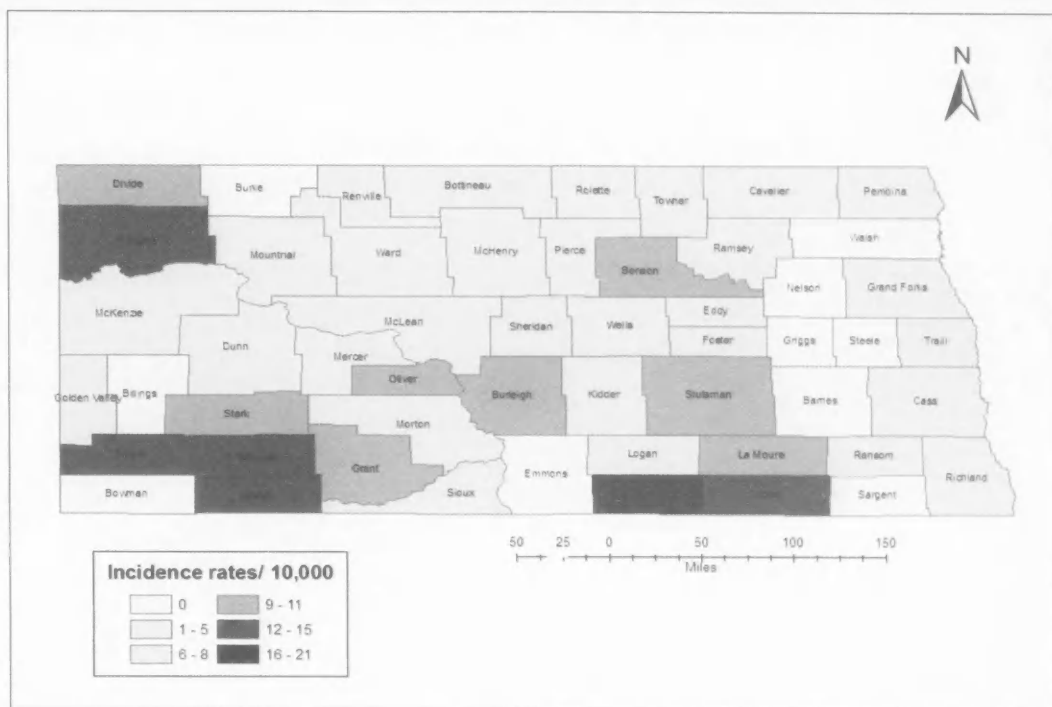 N
Divide
Burke
Renville
Bottineau
Rolette
Towner
Cavalier
Pembina
Mountrial
Ward
McHenry
Pierce
Benson
Ramsey
Walsh
Nelson
Grand Forks
McKenzie
Dunn
McLean
Mercer
Sheridan
Wells
Eddy
Foster
Griggs
Steele
Traill
Golden Valley
Billings
Stark
Oliver
Burleigh
Kidder
Stutsman
Barnes
Cass
Morton
Grant
Sioux
Emmons
Logan
La Moure
Ransom
Richland
Bowman
Sargent
50 25 0 50 100 150
Miles
Incidence rates/ 10,000
0 9 - 11
1 - 5 12 - 15
6 - 8 16 - 21